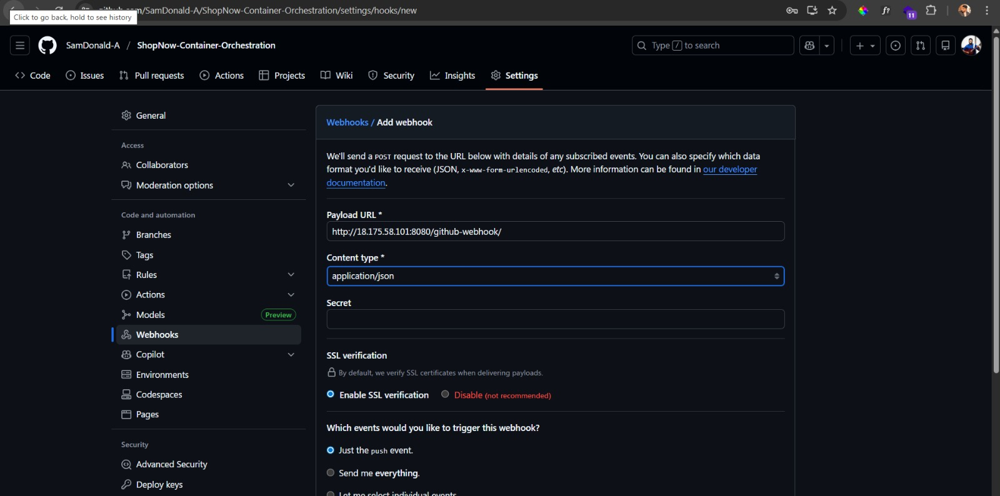 /SamDonald-A/ShopNow-Container-Orchestration/settings/hooks/new
Click to go back, hold to see history
f?
11
SamDonald-A / ShopNow-Container-Orchestration
Type / to search
Code
Issues
Pull requests
Actions
Projects
Wiki
Security
Insights
Settings
General
Access
Collaborators
Moderation options
Code and automation
Branches
Tags
Rules
Actions
Models
Preview
Webhooks
Copilot
Environments
Codespaces
Pages
Security
Advanced Security
Deploy keys
Webhooks / Add webhook
We'll send a POST request to the URL below with details of any subscribed events. You can also specify which data
format you'd like to receive (JSON, x-www-form-urlencoded, etc). More information can be found in our developer
documentation.
Payload URL *
http://18.175.58.101:8080/github-webhook/
Content type *
application/json
Secret
SSL verification
By default, we verify SSL certificates when delivering payloads.
Enable SSL verification
Disable (not recommended)
Which events would you like to trigger this webhook?
Just the push event.
Send me everything.
Let me select individual events.